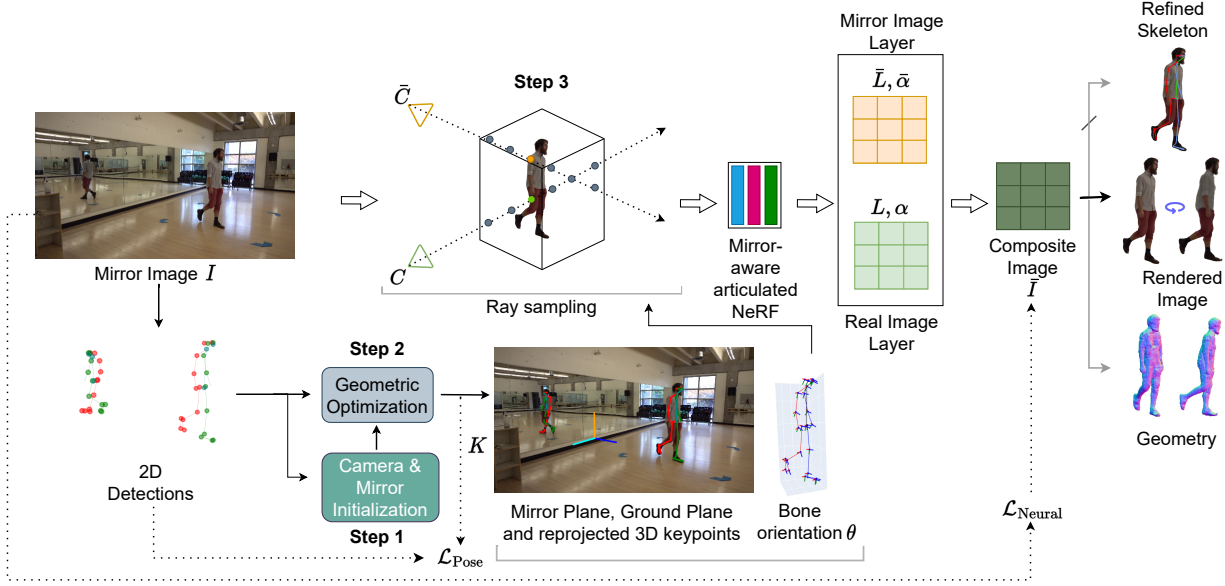 Refined
Skeleton
Mirror Image
Layer
Step 3
C̄
L̄, ᾱ
L, α
C
Mirror Image I
Ray sampling
Mirror-
aware
articulated
NeRF
Real Image
Layer
Composite
Image
Ī
Rendered
Image
Step 2
Geometric
Optimization
K
Camera &
Mirror
Initialization
Step 1
2D
Detections
Mirror Plane, Ground Plane
and reprojected 3D keypoints
Bone
orientation θ
Geometry
ℒ_Neural
ℒ_Pose